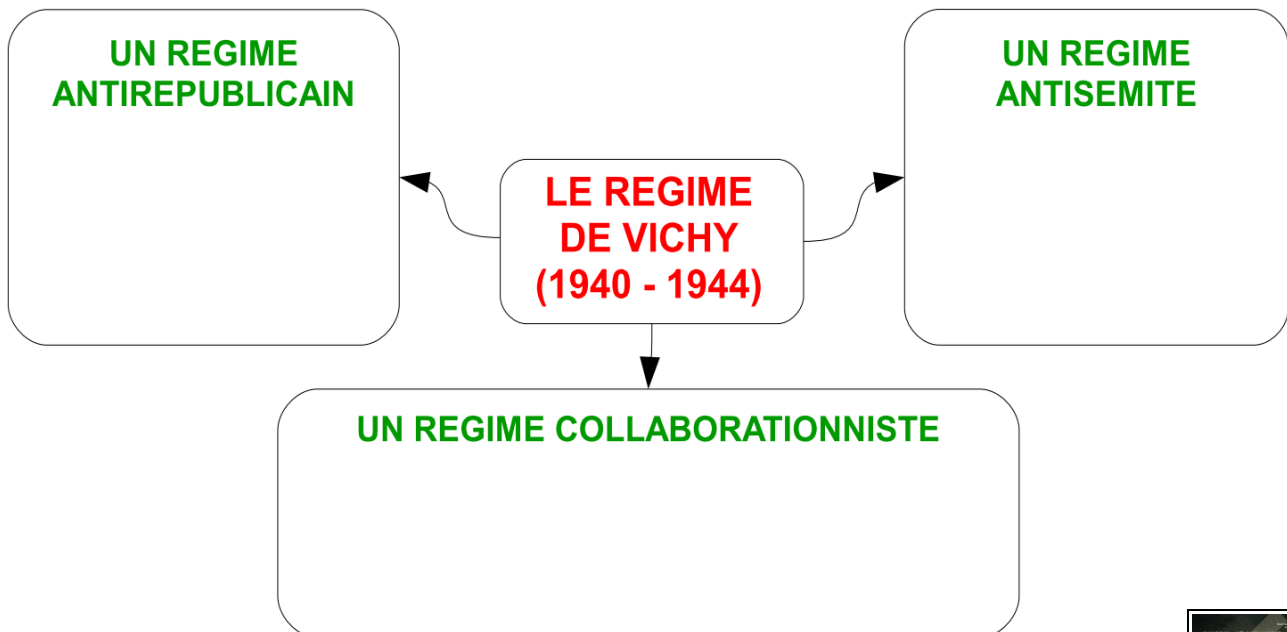 UN REGIME
ANTIREPUBLICAIN
UN REGIME
ANTISEMITE
LE REGIME
DE VICHY
(1940 - 1944)
UN REGIME COLLABORATIONNISTE